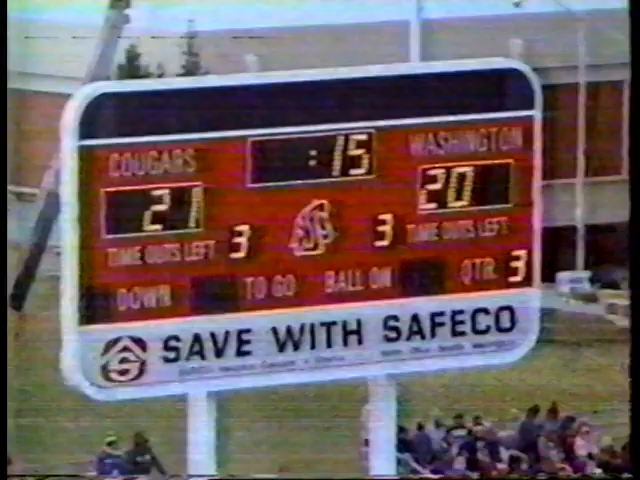 :15
COUGARS WASHINGTON
21 20
TIME OUTS LEFT 3 3 TIME OUTS LEFT
DOWN TO GO BALL ON QTR. 3
SAVE WITH SAFECO